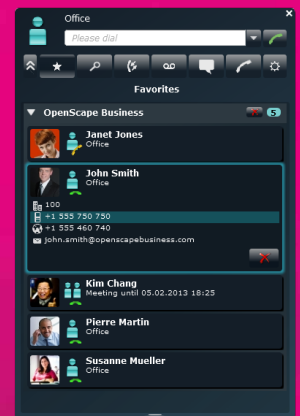 Office
Please dial
Favorites
OpenScape Business
5
Janet Jones
Office
John Smith
Office
100
+1 555 750 750
+1 555 460 740
john.smith@openscapebusiness.com
Kim Chang
Meeting until 05.02.2013 18:25
Pierre Martin
Office
Susanne Mueller
Office